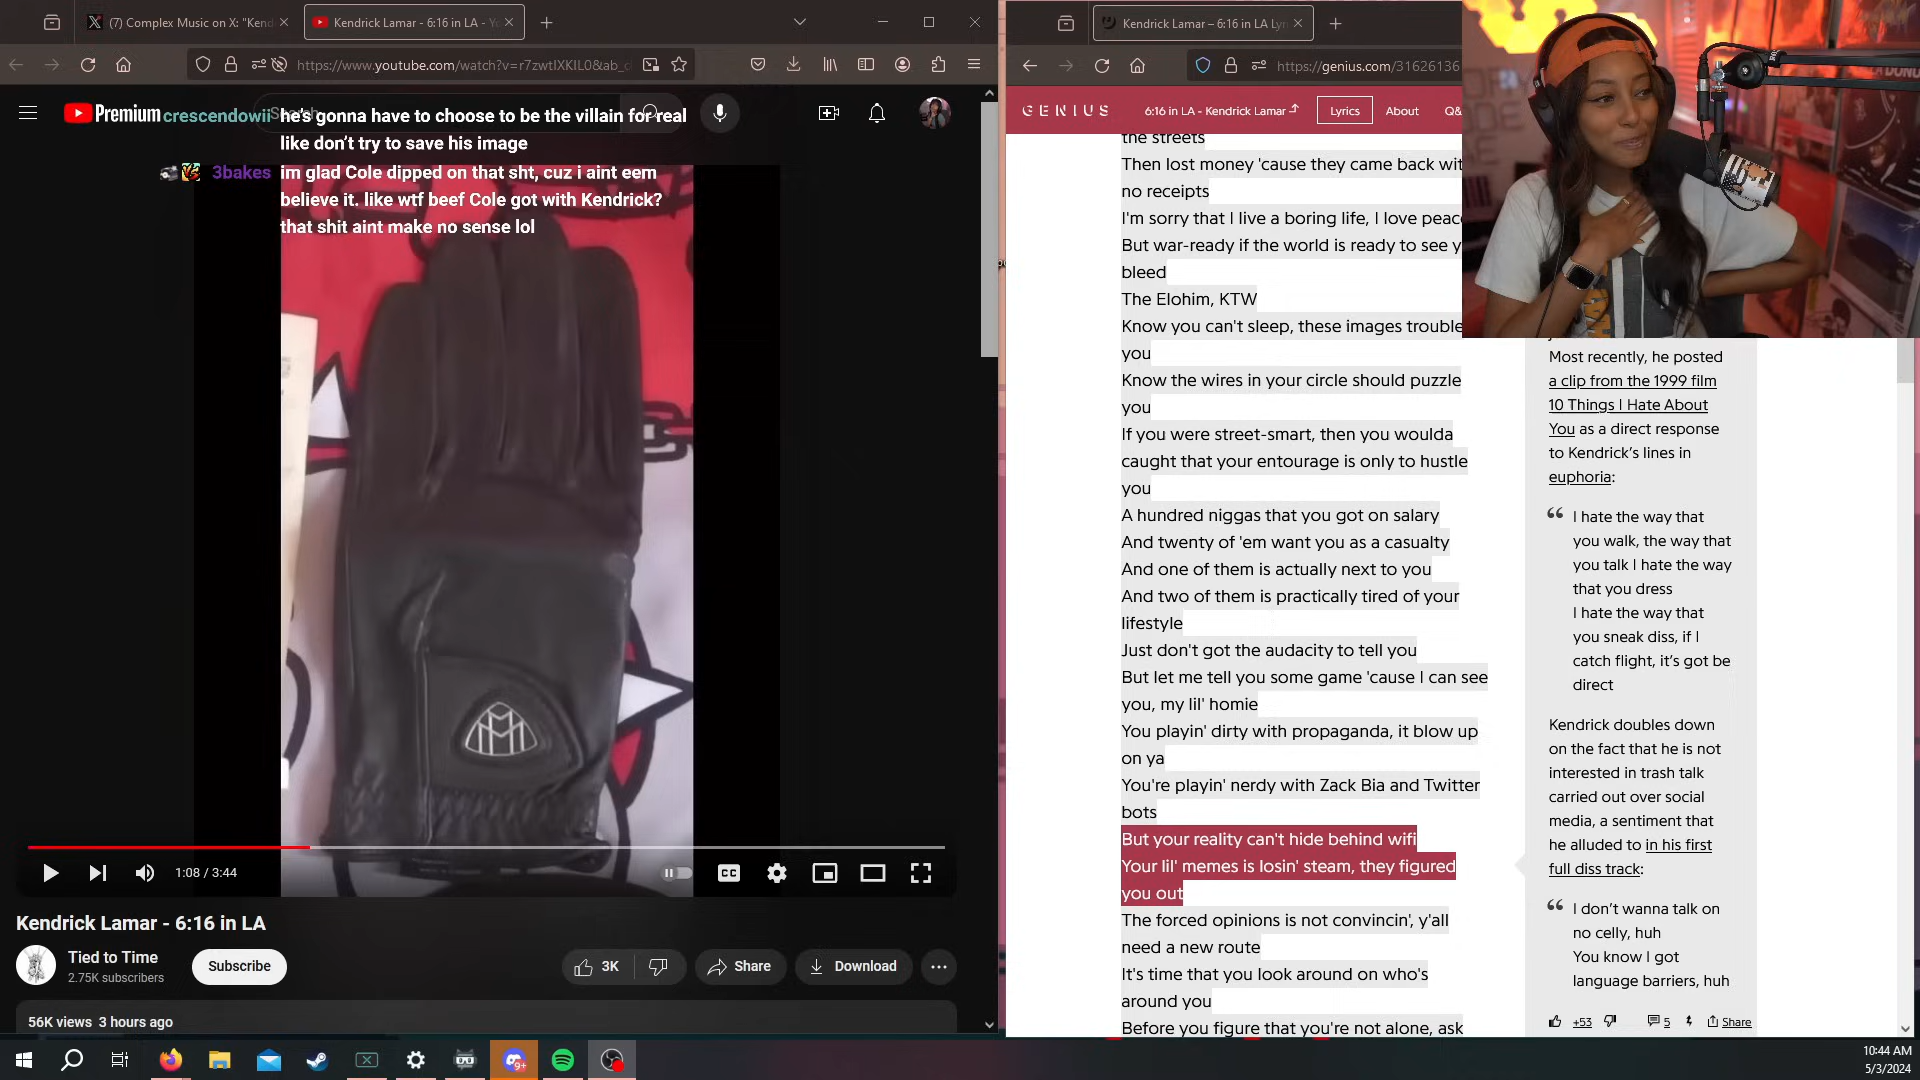 (7) Complex Music on X: "Kend
Kendrick Lamar - 6:16 in LA - Yo
Kendrick Lamar – 6:16 in LA Lyri
https://www.youtube.com/watch?v=r7zwtIXKIL0&ab_c
https://genius.com/31626136
Premium
Search
crescendowii he's gonna have to choose to be the villain for real
like don't try to save his image
3bakes im glad Cole dipped on that sht, cuz i aint eem
believe it. like wtf beef Cole got with Kendrick?
that shit aint make no sense lol
1:08 / 3:44
CC
Kendrick Lamar - 6:16 in LA
Tied to Time
2.75K subscribers
Subscribe
3K
Share
Download
56K views 3 hours ago
GENIUS
6:16 in LA - Kendrick Lamar
Lyrics
About
Q&
the streets
Then lost money 'cause they came back wit
no receipts
I'm sorry that I live a boring life, I love peac
But war-ready if the world is ready to see y
bleed
The Elohim, KTW
Know you can't sleep, these images trouble
you
Know the wires in your circle should puzzle
you
If you were street-smart, then you woulda
caught that your entourage is only to hustle
you
A hundred niggas that you got on salary
And twenty of 'em want you as a casualty
And one of them is actually next to you
And two of them is practically tired of your
lifestyle
Just don't got the audacity to tell you
But let me tell you some game 'cause I can see
you, my lil' homie
You playin' dirty with propaganda, it blow up
on ya
You're playin' nerdy with Zack Bia and Twitter
bots
But your reality can't hide behind wifi
Your lil' memes is losin' steam, they figured
you out
The forced opinions is not convincin', y'all
need a new route
It's time that you look around on who's
around you
Before you figure that you're not alone, ask
Most recently, he posted
a clip from the 1999 film
10 Things I Hate About
You as a direct response
to Kendrick's lines in
euphoria:
“ I hate the way that
you walk, the way that
you talk I hate the way
that you dress
I hate the way that
you sneak diss, if I
catch flight, it's got be
direct
Kendrick doubles down
on the fact that he is not
interested in trash talk
carried out over social
media, a sentiment that
he alluded to in his first
full diss track:
“ I don't wanna talk on
no celly, huh
You know I got
language barriers, huh
+53
5
Share
9+
10:44 AM
5/3/2024